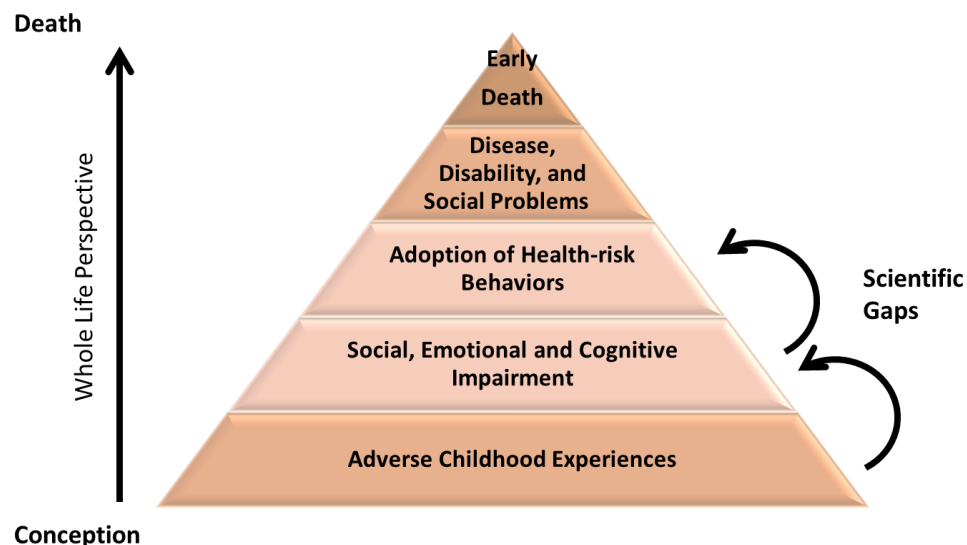 Death
Early
Death
Disease,
Disability, and
Social Problems
Whole Life Perspective
Adoption of Health-risk
Behaviors
Scientific
Gaps
Social, Emotional and Cognitive
Impairment
Adverse Childhood Experiences
Conception